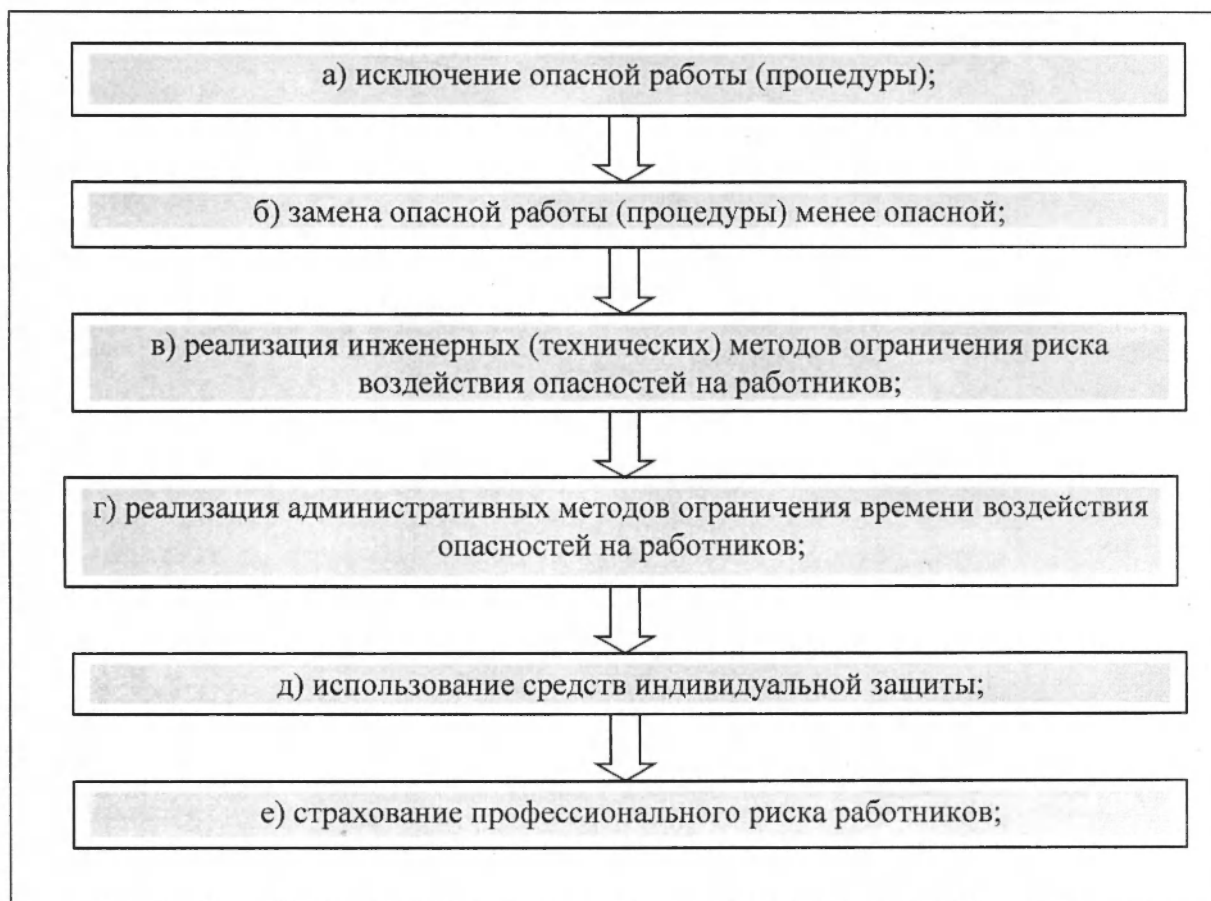 а) исключение опасной работы (процедуры);
б) замена опасной работы (процедуры) менее опасной;
в) реализация инженерных (технических) методов ограничения риска
воздействия опасностей на работников;
г) реализация административных методов ограничения времени воздействия
опасностей на работников;
д) использование средств индивидуальной защиты;
е) страхование профессионального риска работников;